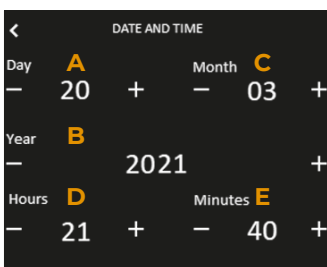 < DATE AND TIME
Day A Month C
− 20 + − 03 +
Year B
− 2021 +
Hours D Minutes E
− 21 + − 40 +